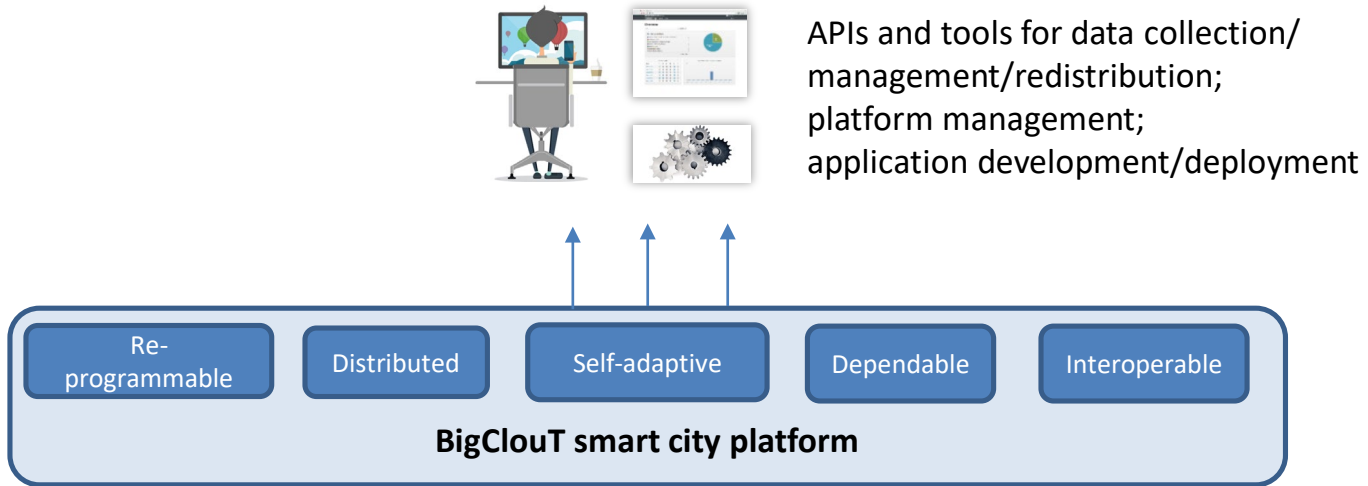 APIs and tools for data collection/
management/redistribution;
platform management;
application development/deployment
Re-
programmable
Distributed
Self-adaptive
Dependable
Interoperable
BigClouT smart city platform